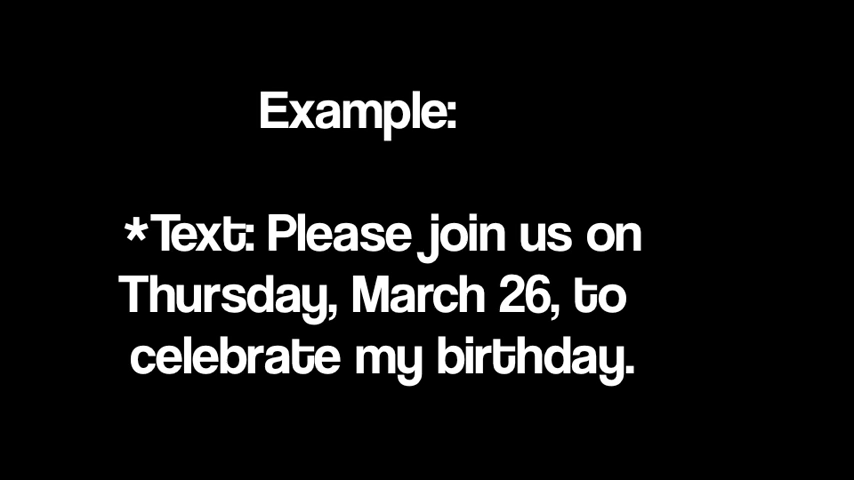 Example:
*Text: Please join us on
Thursday, March 26, to
celebrate my birthday.